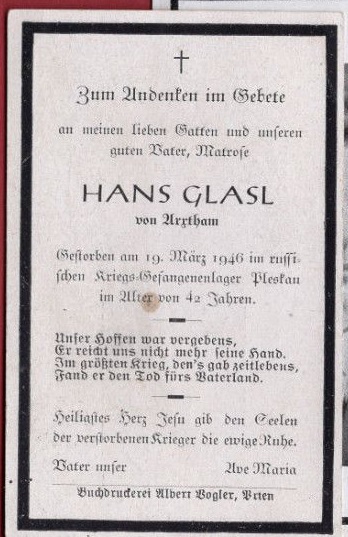 Zum Andenken im Gebete
an meinen lieben Gatten und unseren
guten Vater, Matrose
HANS GLASL
von Arxtham
Gestorben am 19. März 1946 im russi-
schen Kriegs-Gefangenenlager Pleskau
im Alter von 42 Jahren.
Unser Hoffen war vergebens,
Er reicht uns nicht mehr seine Hand.
Im größten Krieg, den's gab zeitlebens,
Fand er den Tod fürs Vaterland.
Heiligstes Herz Jesu gib den Seelen
der verstorbenen Krieger die ewige Ruhe.
Vater unser Ave Maria
Buchdruckerei Albert Vogler, Prien